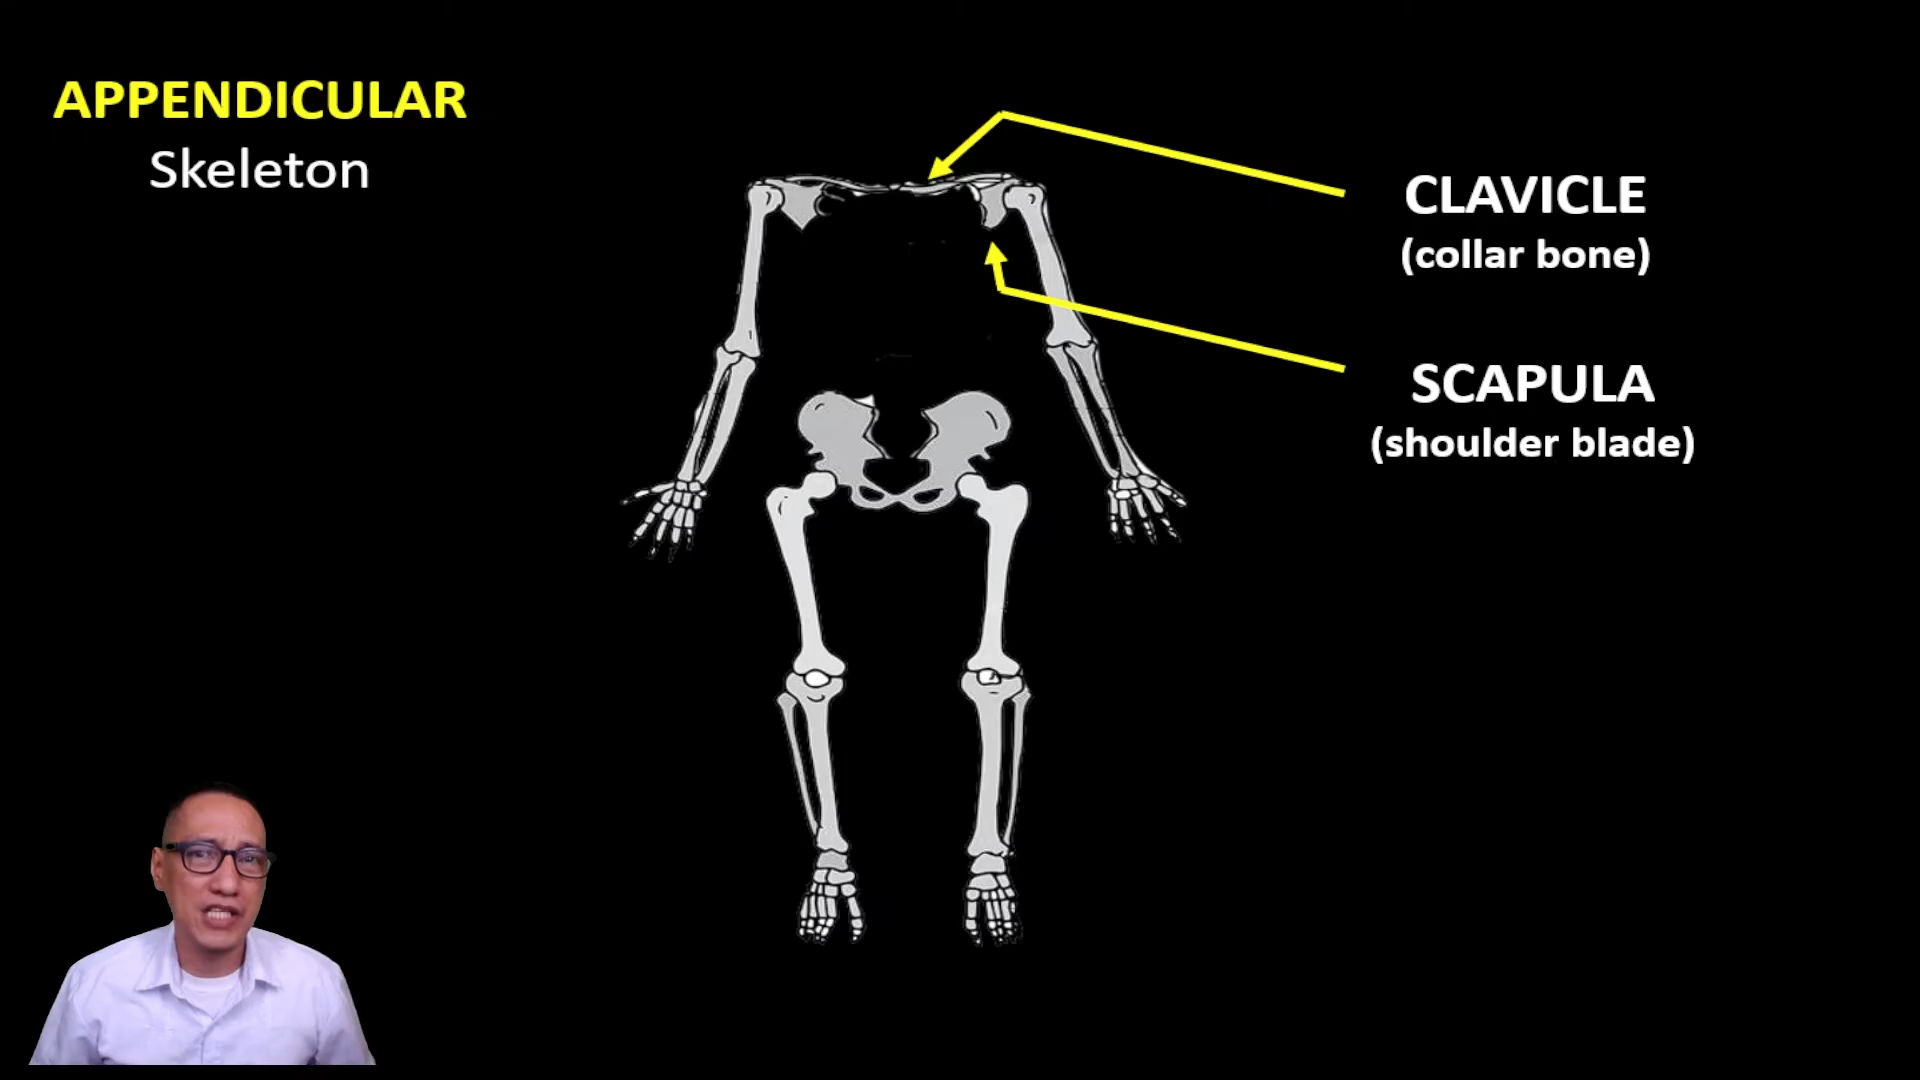 APPENDICULAR
Skeleton
CLAVICLE
(collar bone)
SCAPULA
(shoulder blade)